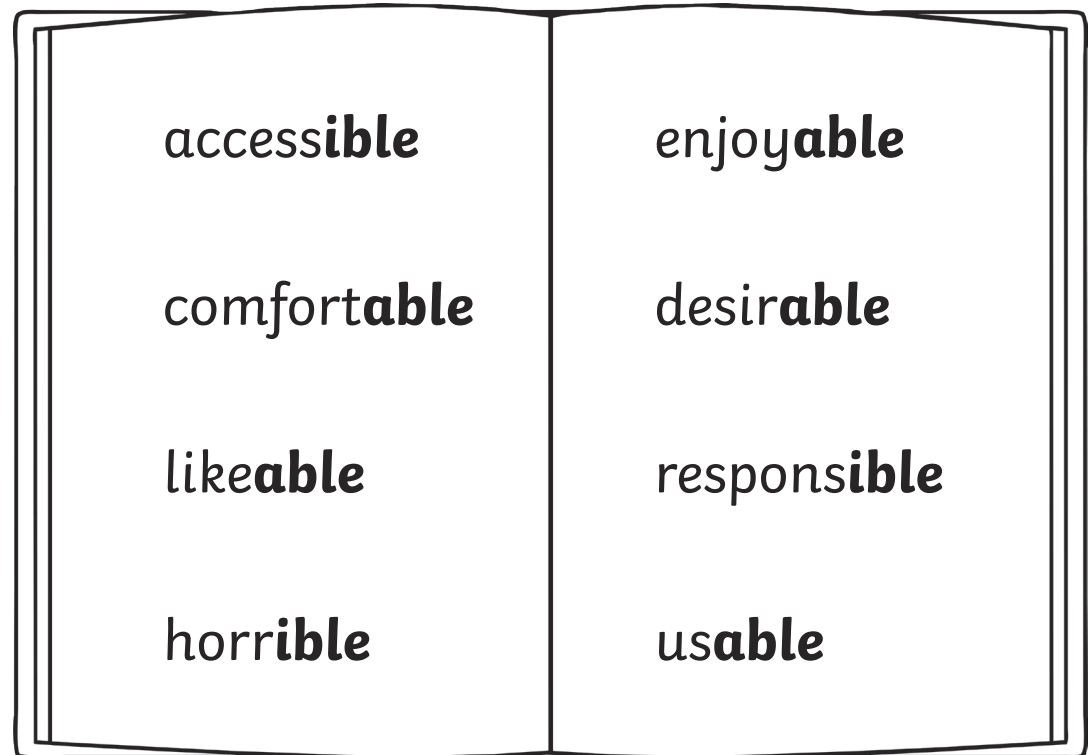 accessible
comfortable
likeable
horrible
enjoyable
desirable
responsible
usable